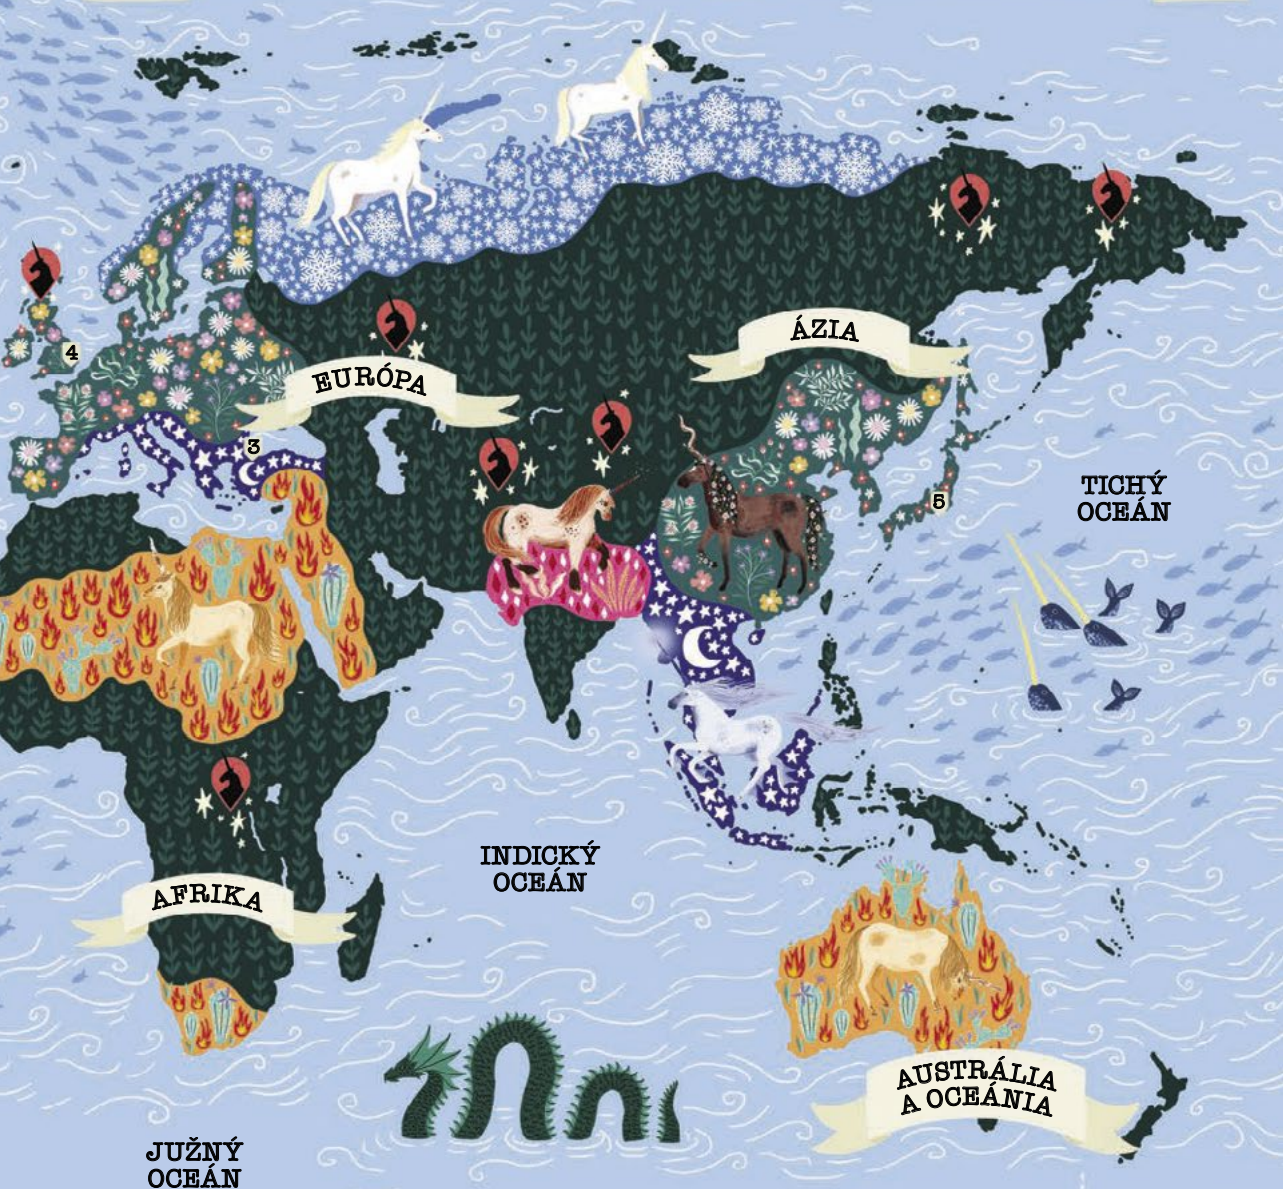 ÁZIA
4
EURÓPA
3
5
TICHÝ
OCEÁN
INDICKÝ
OCEÁN
AFRIKA
AUSTRÁLIA
A OCEÁNIA
JUŽNÝ
OCEÁN